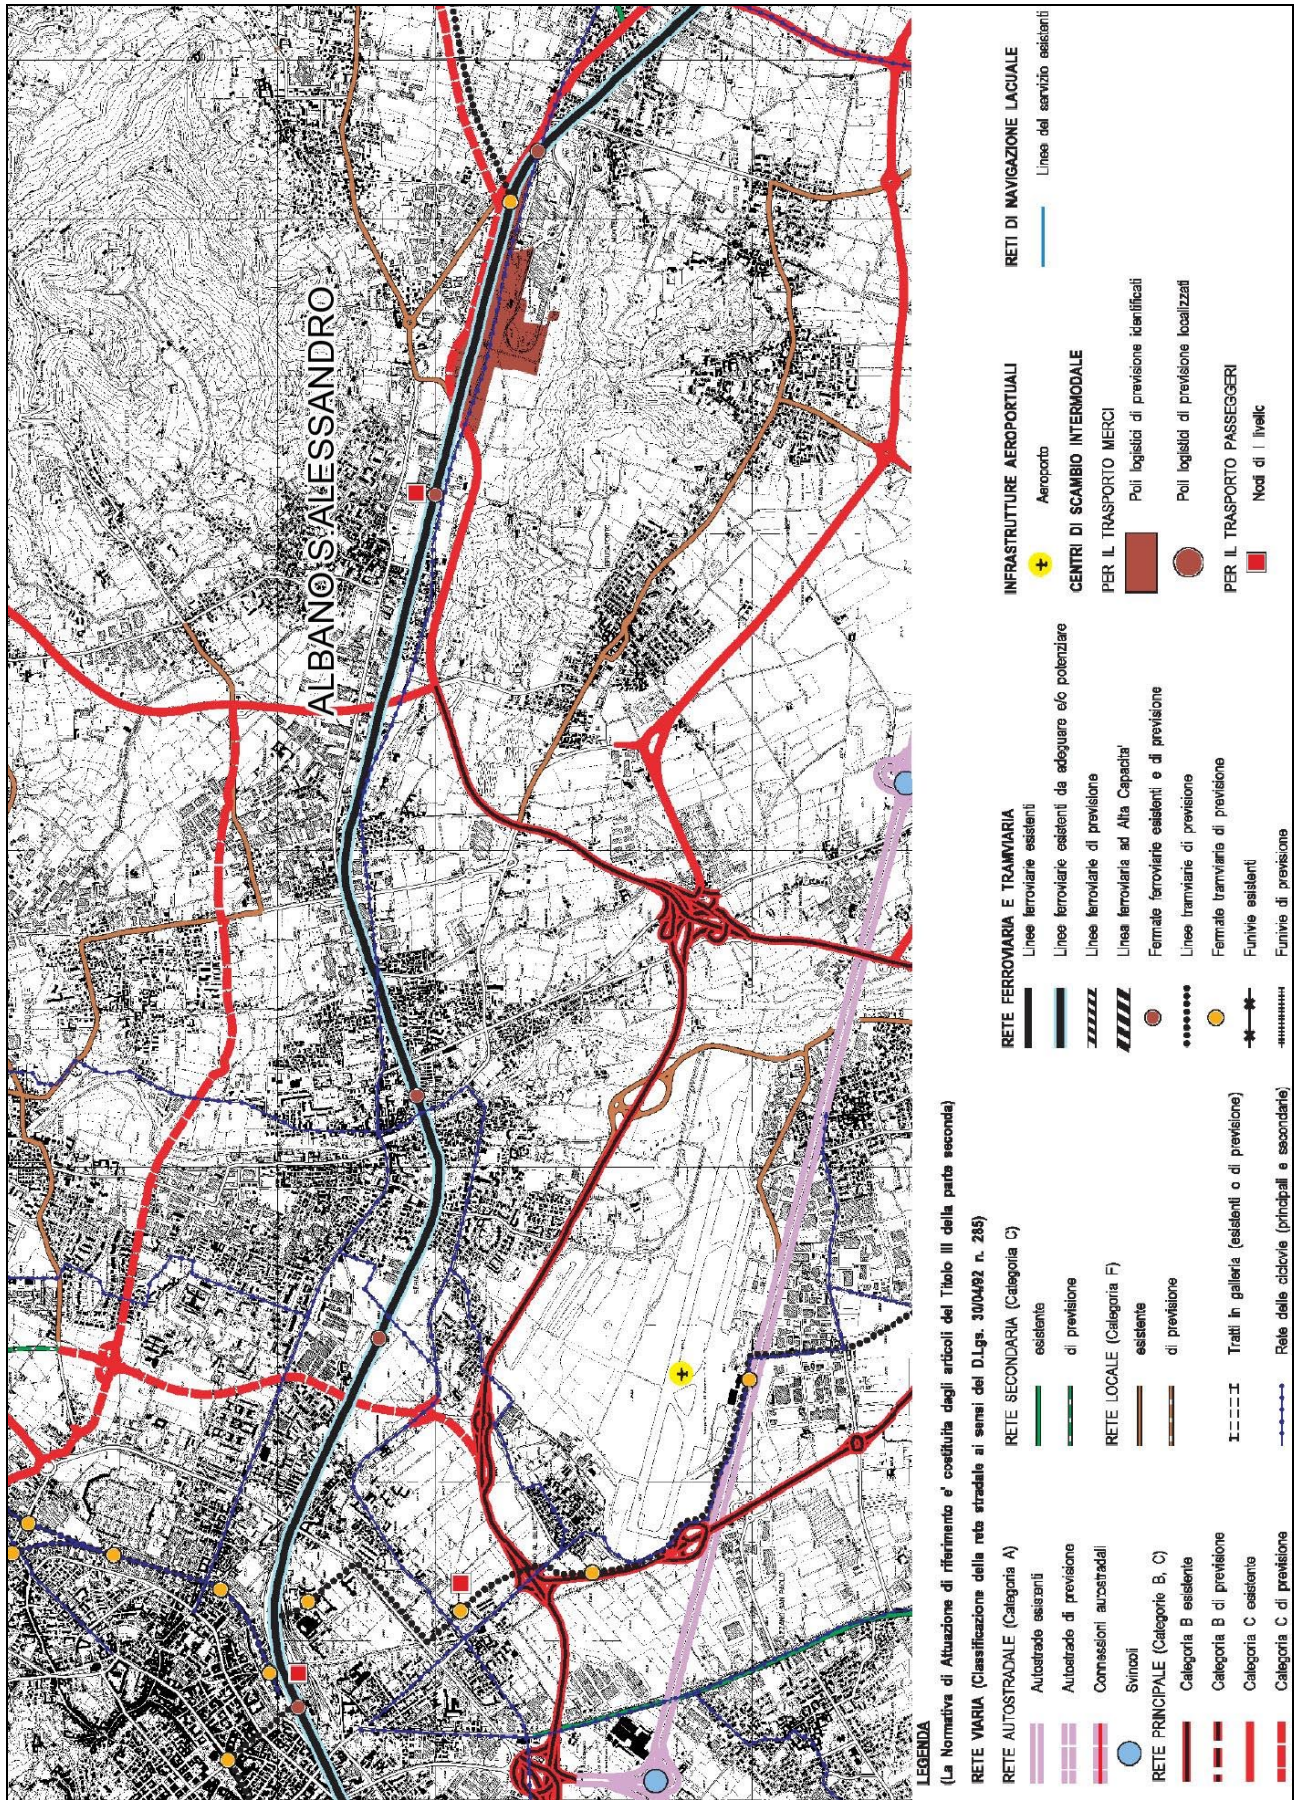 ALBANO S.ALESSANDRO
LEGENDA
(La Normativa di Attuazione di riferimento e' costituita dagli articoli del Titolo III della parte seconda)
RETE VIARIA (Classificazione della rete stradale ai sensi del D.Lgs. 30/04/92 n. 285)
RETE AUTOSTRADALE (Categoria A)
Autostrade esistenti
Autostrade di previsione
Connessioni autostradali
Svincoli
RETE PRINCIPALE (Categorie B, C)
Categoria B esistente
Categoria B di previsione
Categoria C esistente
Categoria C di previsione
RETE SECONDARIA (Categoria C)
esistente
di previsione
RETE LOCALE (Categoria F)
esistente
di previsione
Tratti in galleria (esistenti o di previsione)
Rete delle ciclovie (principali e secondarie)
RETE FERROVIARIA E TRAMVIARIA
Linee ferroviarie esistenti
Linee ferroviarie esistenti da adeguare e/o potenziare
Linee ferroviarie di previsione
Linea ferroviaria ad Alta Capacita'
Fermate ferroviarie esistenti e di previsione
Linee tramviarie di previsione
Fermate tramviarie di previsione
Funivie esistenti
Funivie di previsione
INFRASTRUTTURE AEROPORTUALI
Aeroporto
CENTRI DI SCAMBIO INTERMODALE
PER IL TRASPORTO MERCI
Poli logistici di previsione identificati
Poli logistici di previsione localizzati
PER IL TRASPORTO PASSEGGERI
Nodi di I livello
RETI DI NAVIGAZIONE LACUALE
Linee del servizio esistenti